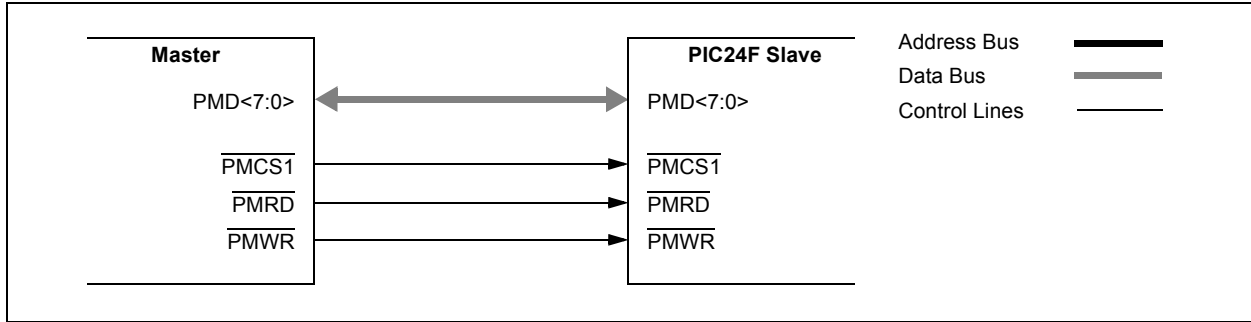 Master
PIC24F Slave
Address Bus
Data Bus
Control Lines
PMD<7:0>
PMD<7:0>
PMCS1
PMCS1
PMRD
PMRD
PMWR
PMWR